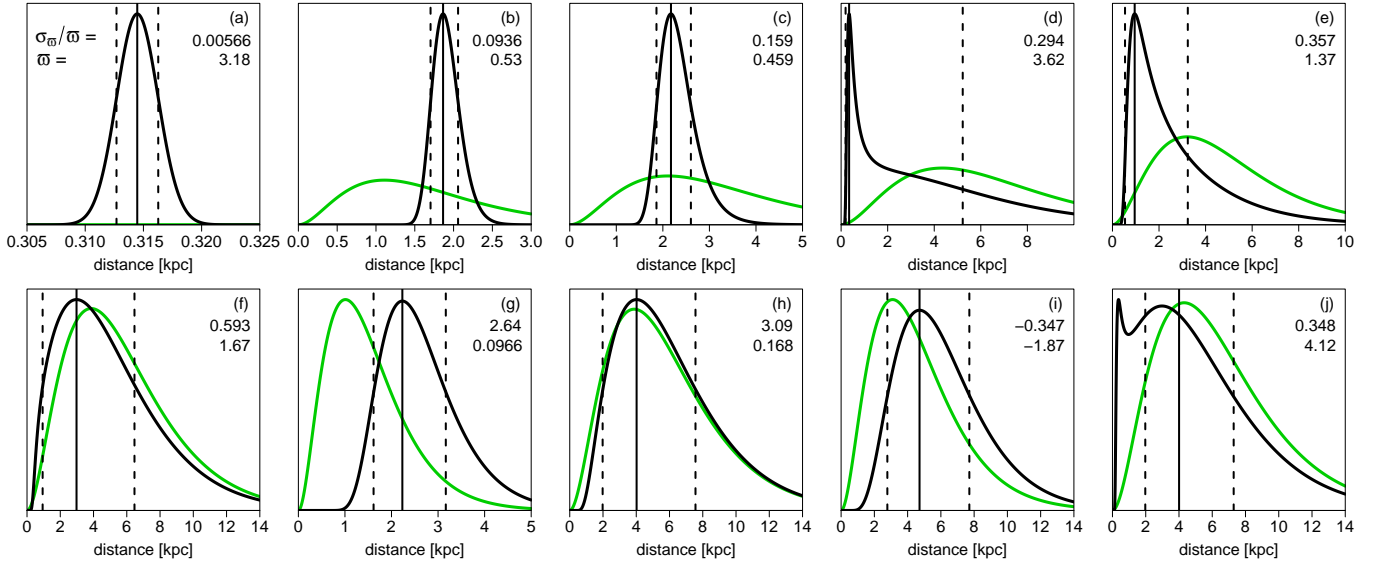 (a)
σϖ/ϖ = 0.00566
ϖ = 3.18
0.305 0.310 0.315 0.320 0.325
distance [kpc]
(b)
0.0936
0.53
0.0 0.5 1.0 1.5 2.0 2.5 3.0
distance [kpc]
(c)
0.159
0.459
0 1 2 3 4 5
distance [kpc]
(d)
0.294
3.62
0 2 4 6 8
distance [kpc]
(e)
0.357
1.37
0 2 4 6 8 10
distance [kpc]
(f)
0.593
1.67
0 2 4 6 8 10 12 14
distance [kpc]
(g)
2.64
0.0966
0 1 2 3 4 5
distance [kpc]
(h)
3.09
0.168
0 2 4 6 8 10 12 14
distance [kpc]
(i)
−0.347
−1.87
0 2 4 6 8 10 12 14
distance [kpc]
(j)
0.348
4.12
0 2 4 6 8 10 12 14
distance [kpc]